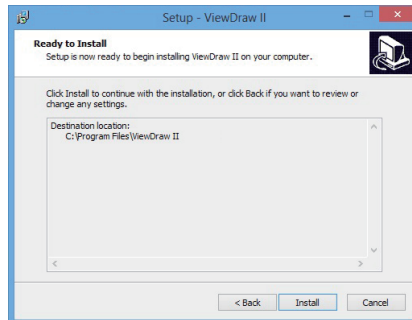 Setup - ViewDraw II
Ready to Install
Setup is now ready to begin installing ViewDraw II on your computer.
Click Install to continue with the installation, or click Back if you want to review or
change any settings.
Destination location:
C:\Program Files\ViewDraw II
< Back
Install
Cancel